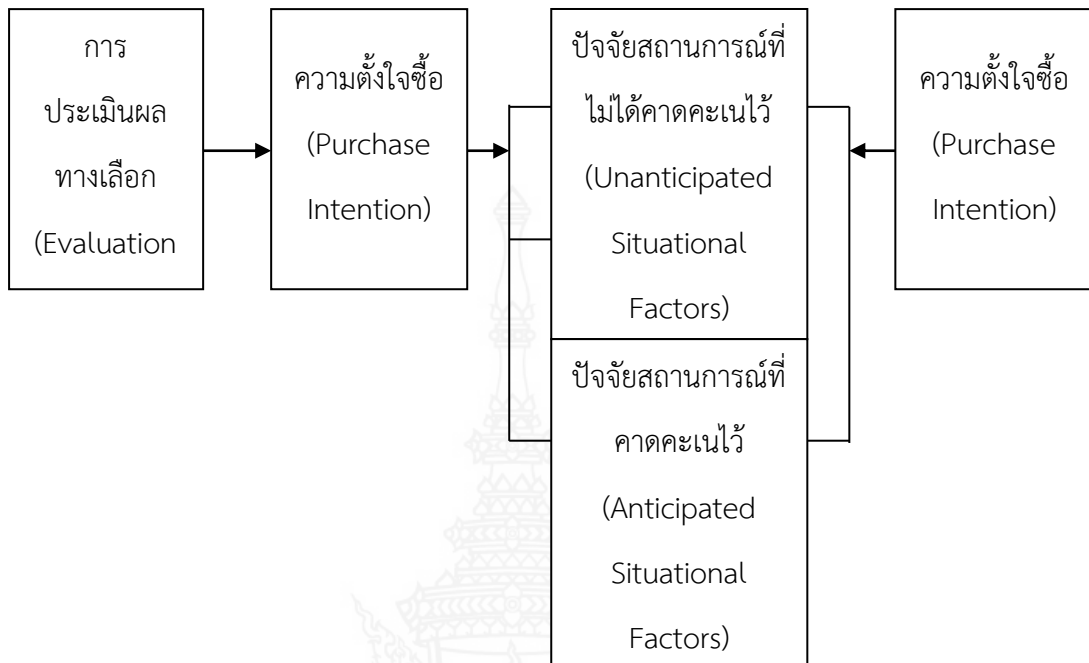 การ
ประเมินผล
ทางเลือก
(Evaluation
ความตั้งใจซื้อ
(Purchase
Intention)
ปัจจัยสถานการณ์ที่
ไม่ได้คาดคะเนไว้
(Unanticipated
Situational
Factors)
ปัจจัยสถานการณ์ที่
คาดคะเนไว้
(Anticipated
Situational
Factors)
ความตั้งใจซื้อ
(Purchase
Intention)